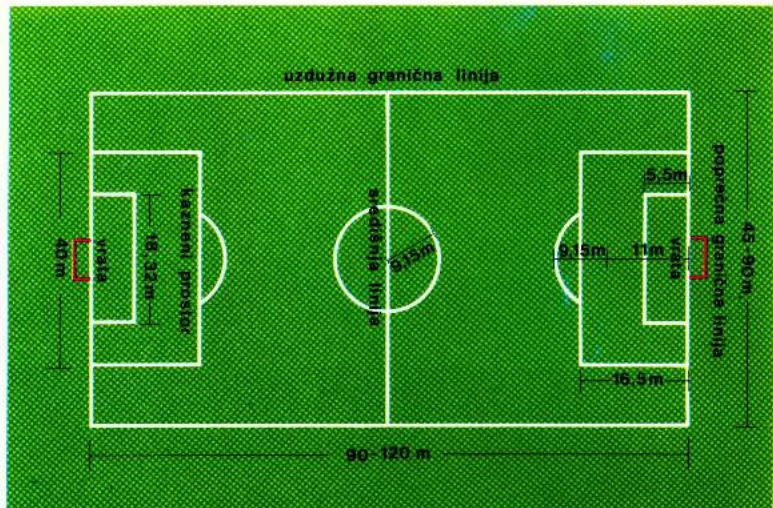 uzdužna granična linija
40m
vrata
18,32m
kazneni prostor
središnja linija
9,15m
9,15m
11m
5,5m
vrata
16,5m
poprečna granična linija
45-90m
90-120 m